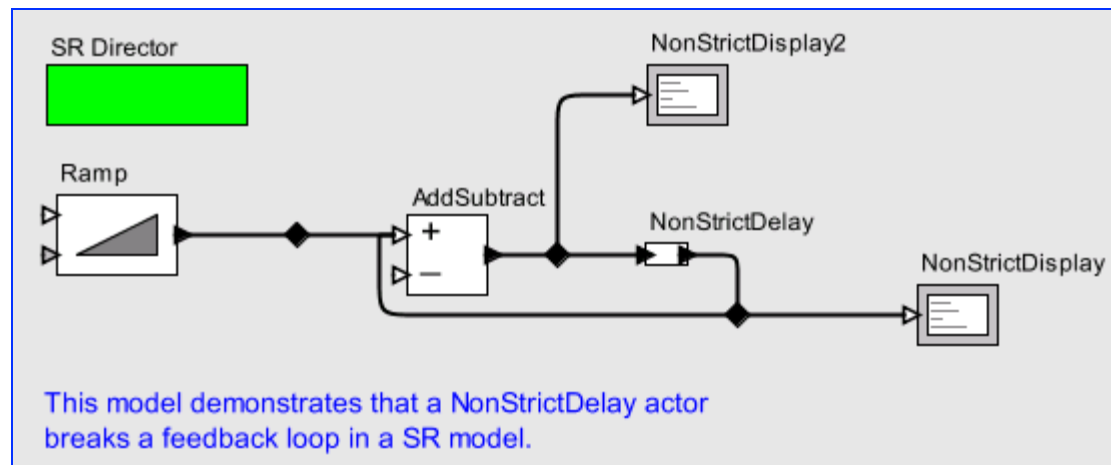 SR Director
NonStrictDisplay2
Ramp
AddSubtract
+
−
NonStrictDelay
NonStrictDisplay
This model demonstrates that a NonStrictDelay actor
breaks a feedback loop in a SR model.